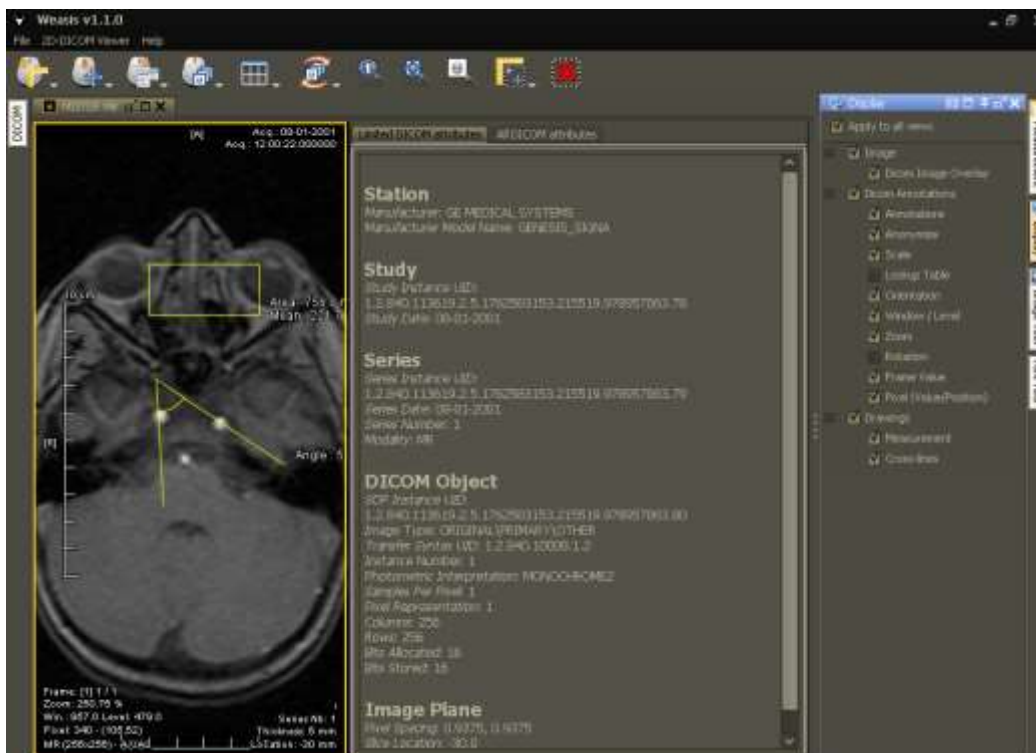 Weasis v1.1.0
File 2D-DICOM Viewer Help
DICOM
[A]
Acq.: 08-01-2001
Acq.: 12:00:22.000000
10 cm
Mean
[R]
Angle :
Frame: [1] 1 / 1
Zoom:
Series Nb: 1
Thickness: 5 mm
Location: -30 mm
Limited DICOM attributes
All DICOM attributes
Station
Manufacturer: GE MEDICAL SYSTEMS
Manufacturer Model Name: GENESIS_SIGNA
Study
Study Instance UID:
Study Date: 08-01-2001
Series
Series Instance UID:
Series Date: 08-01-2001
Series Number: 1
Modality: MR
DICOM Object
SOP Instance UID:
Image Type: ORIGINAL\PRIMARY\OTHER
Transfer Syntax UID: 1.2.840.10008.1.2
Instance Number: 1
Photometric Interpretation: MONOCHROME2
Samples Per Pixel: 1
Pixel Representation: 1
Columns: 256
Rows: 256
Bits Allocated: 16
Bits Stored: 16
Image Plane
Pixel Spacing: 0.9375, 0.9375
Slice Location: -30.0
Display
Apply to all views
Image
Dicom Image Overlay
Dicom Annotations
Annotations
Anonymize
Scale
Lookup Table
Orientation
Window / Level
Zoom
Rotation
Frame Value
Pixel (Value/Position)
Drawings
Measurement
Cross-lines